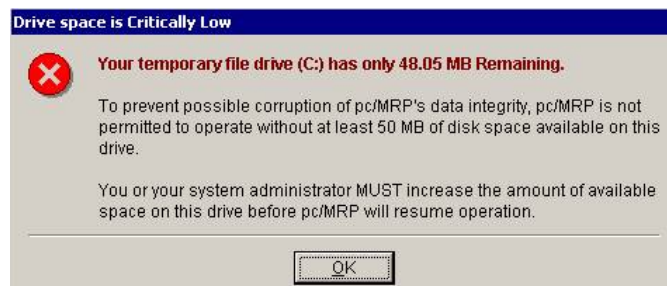 Drive space is Critically Low
Your temporary file drive (C:) has only 48.05 MB Remaining.
To prevent possible corruption of pc/MRP's data integrity, pc/MRP is not
permitted to operate without at least 50 MB of disk space available on this
drive.
You or your system administrator MUST increase the amount of available
space on this drive before pc/MRP will resume operation.
OK